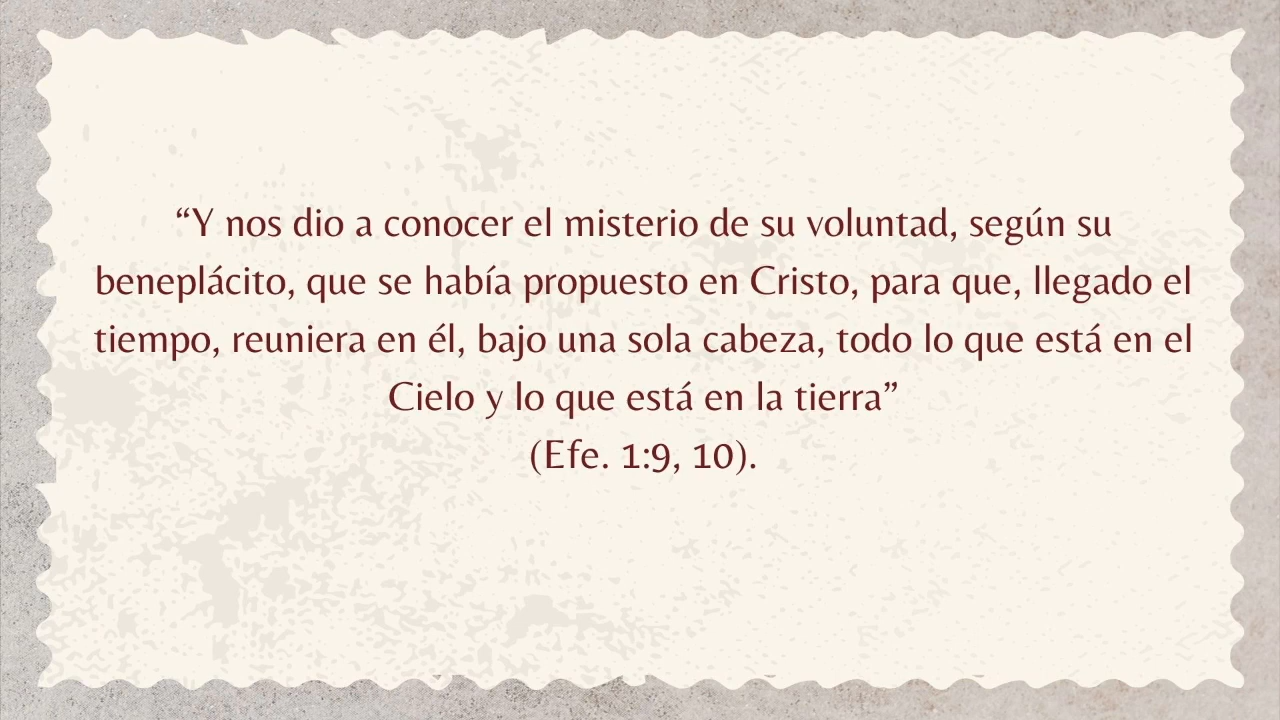 “Y nos dio a conocer el misterio de su voluntad, según su
beneplácito, que se había propuesto en Cristo, para que, llegado el
tiempo, reuniera en él, bajo una sola cabeza, todo lo que está en el
Cielo y lo que está en la tierra”
(Efe. 1:9, 10).